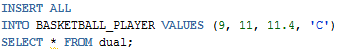 INSERT ALL
INTO BASKETBALL_PLAYER VALUES (9, 11, 11.4, 'C')
SELECT * FROM dual;